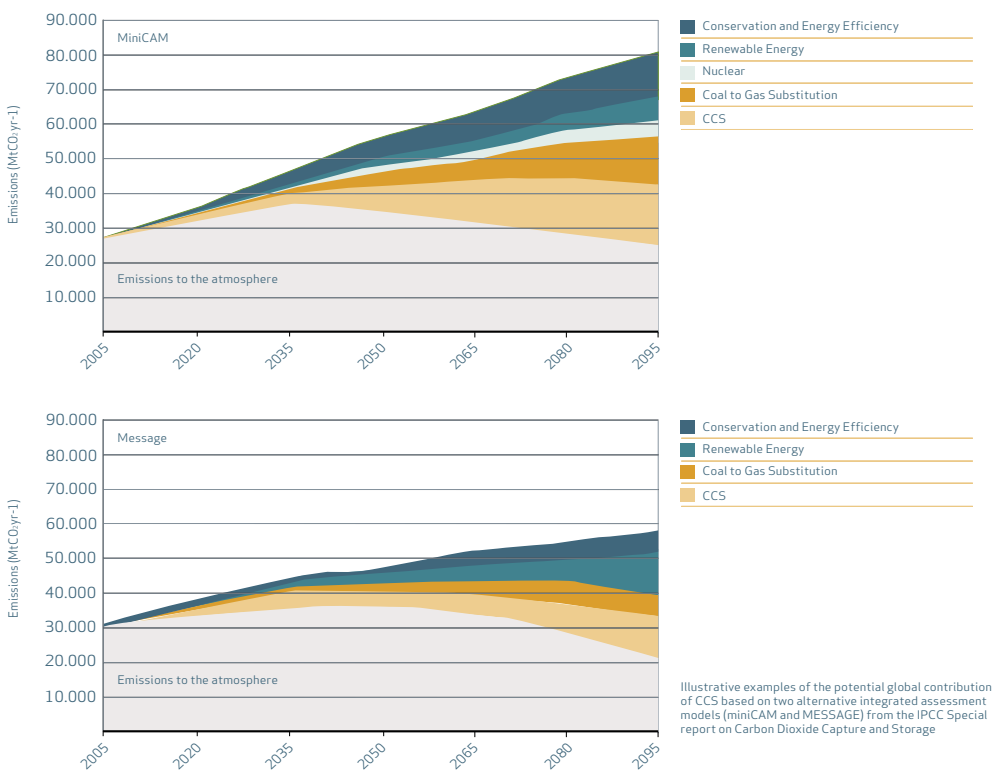 90.000
80.000
70.000
60.000
50.000
40.000
30.000
20.000
10.000
Emissions (MtCO₂yr-1)
MiniCAM
Emissions to the atmosphere
2005
2020
2035
2050
2065
2080
2095
Conservation and Energy Efficiency
Renewable Energy
Nuclear
Coal to Gas Substitution
CCS
90.000
80.000
70.000
60.000
50.000
40.000
30.000
20.000
10.000
Emissions (MtCO₂yr-1)
Message
Emissions to the atmosphere
2005
2020
2035
2050
2065
2080
2095
Conservation and Energy Efficiency
Renewable Energy
Coal to Gas Substitution
CCS
Illustrative examples of the potential global contribution
of CCS based on two alternative integrated assessment
models (miniCAM and MESSAGE) from the IPCC Special
report on Carbon Dioxide Capture and Storage